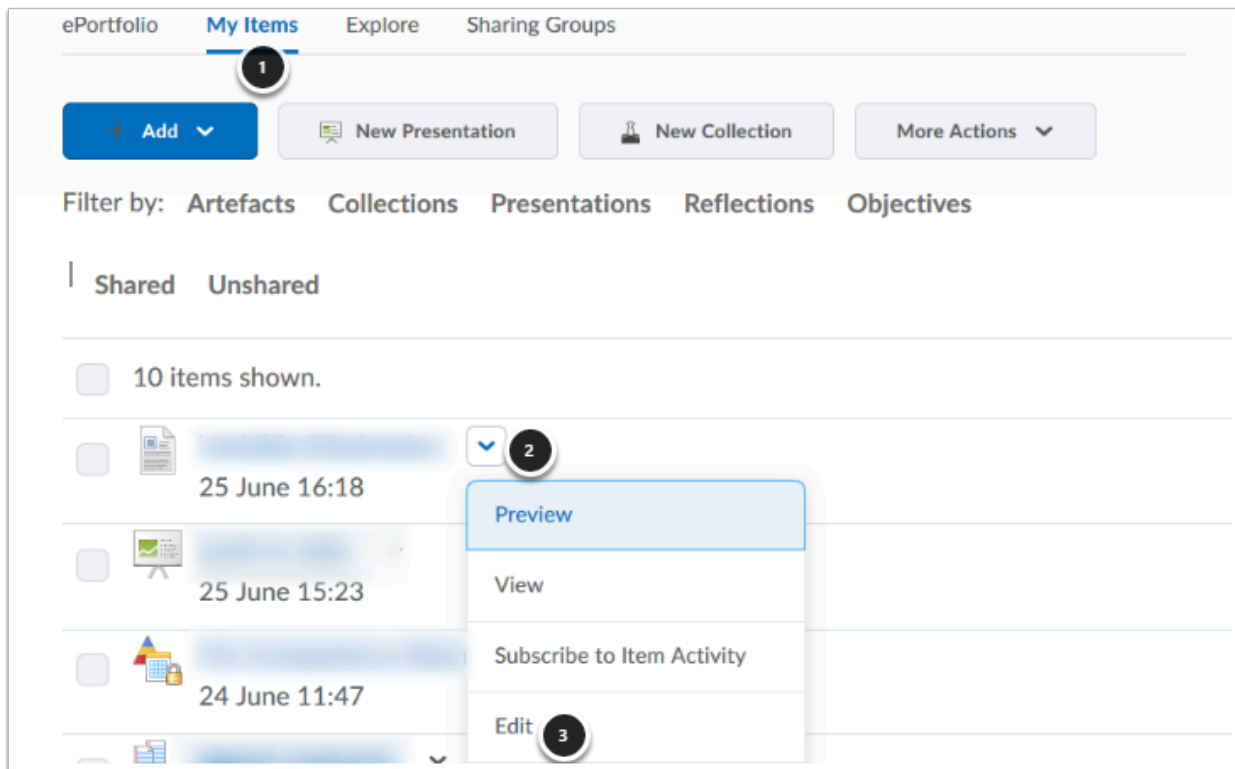 ePortfolio My Items Explore Sharing Groups
1
+ Add New Presentation New Collection More Actions
Filter by: Artefacts Collections Presentations Reflections Objectives
| Shared Unshared
10 items shown.
2
25 June 16:18
Preview
25 June 15:23
View
Subscribe to Item Activity
24 June 11:47
Edit 3